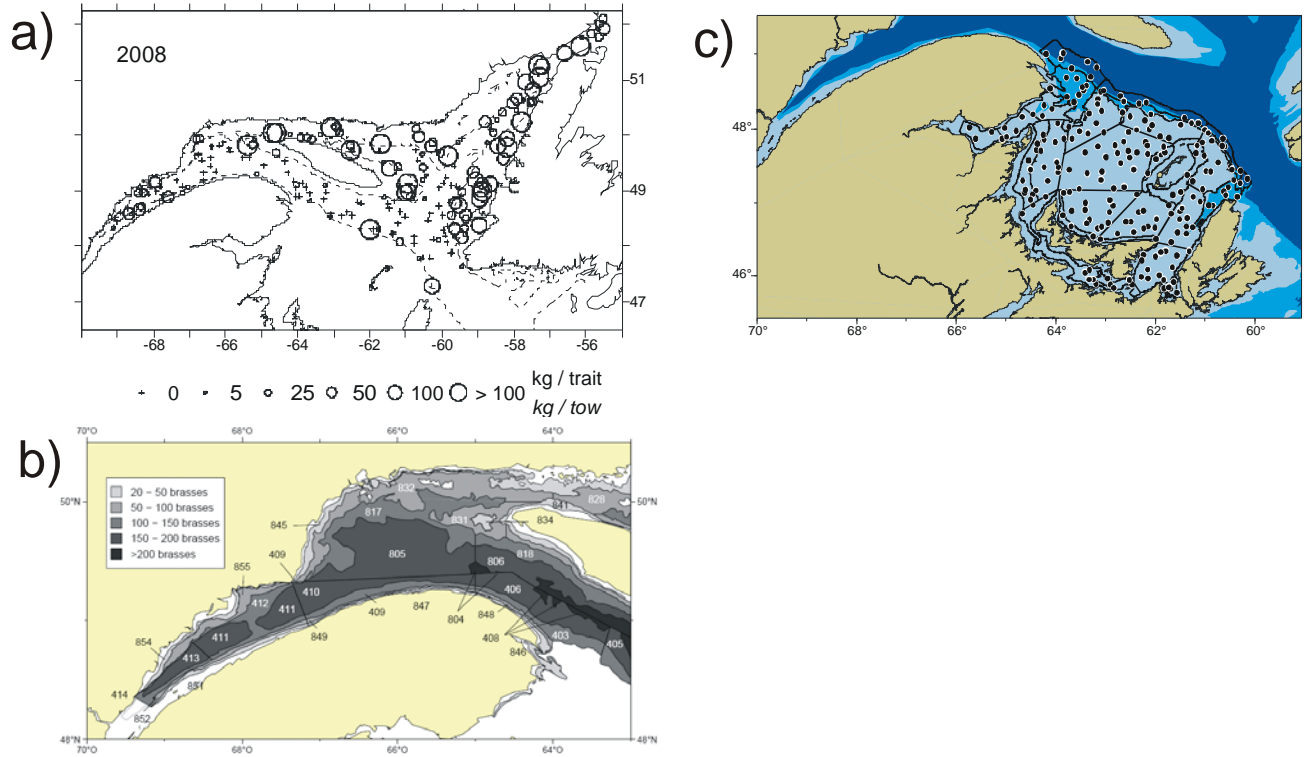 a)
2008
51
49
47
-68 -66 -64 -62 -60 -58 -56
0 5 25 50 100 > 100 kg / trait
kg / tow
b)
70°O 68°O 66°O 64°O
20 – 50 brasses
50 – 100 brasses
100 – 150 brasses
150 – 200 brasses
>200 brasses
50°N 50°N
832
828
841
817
831
834
845
805
818
409
806
855
410
406
412
411
409
847
804
848
411
849
408
403
854
405
413
846
851
414
852
48°N 48°N
70°O 68°O 66°O 64°O
c)
48°
46°
70° 68° 66° 64° 62° 60°